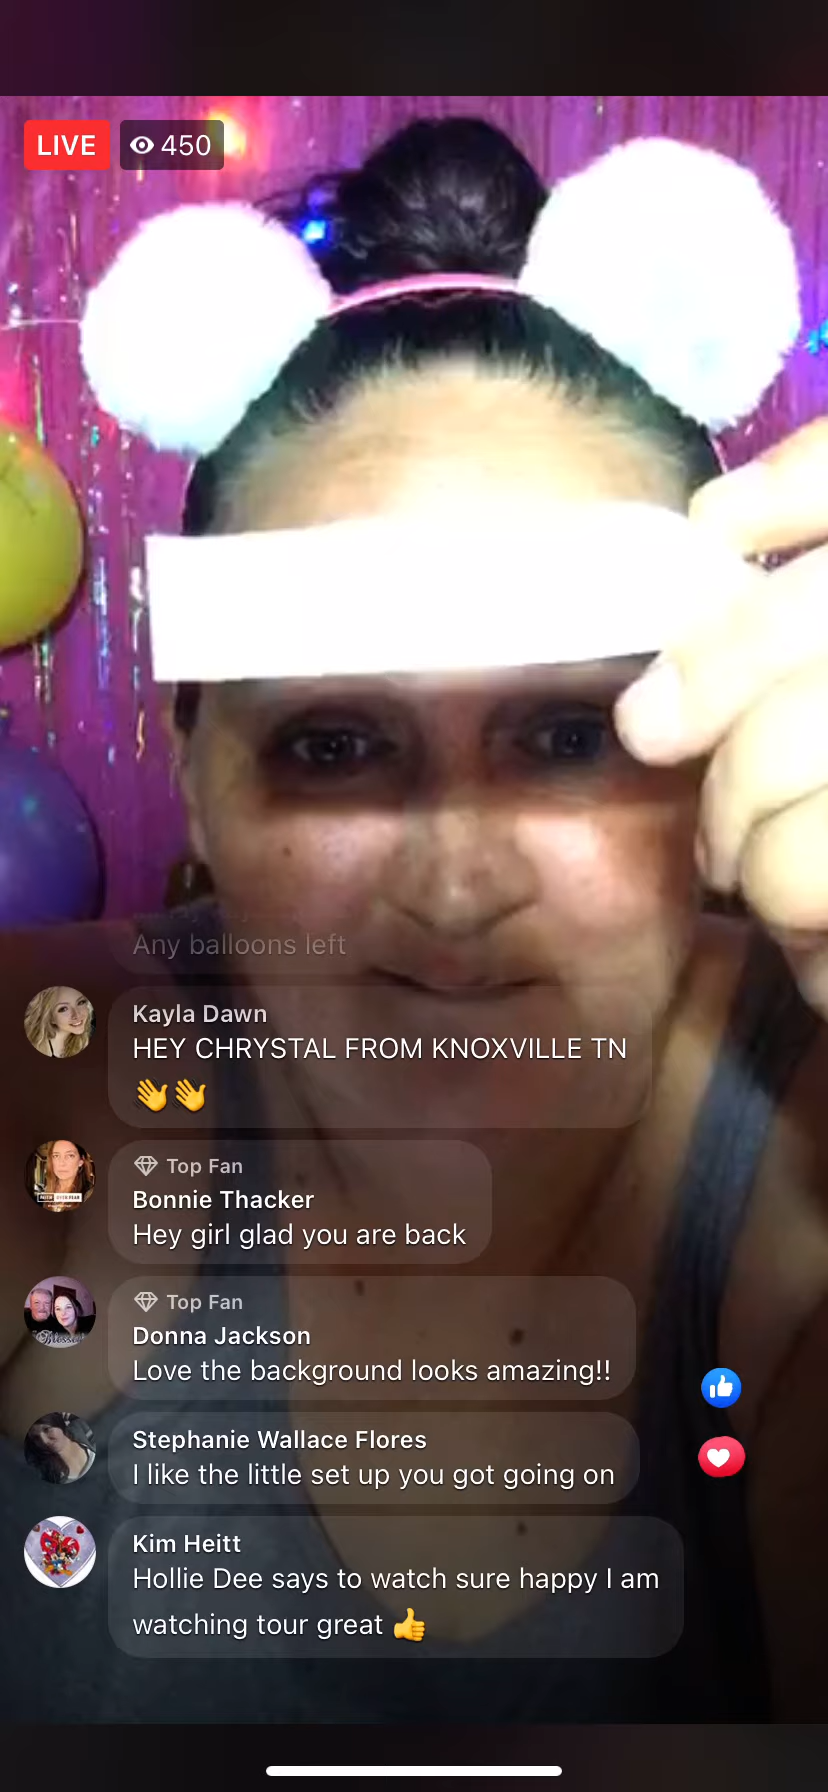 LIVE 450
Any balloons left
Kayla Dawn
HEY CHRYSTAL FROM KNOXVILLE TN
👋👋
Top Fan
Bonnie Thacker
Hey girl glad you are back
Top Fan
Donna Jackson
Love the background looks amazing!!
Stephanie Wallace Flores
I like the little set up you got going on
Kim Heitt
Hollie Dee says to watch sure happy I am
watching tour great 👍